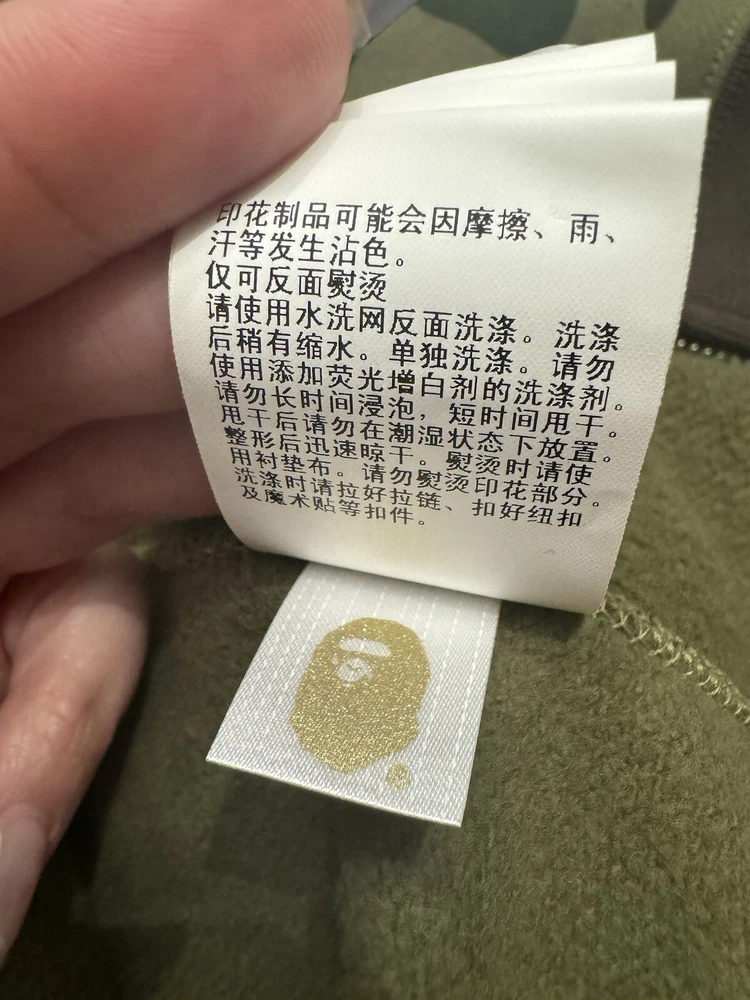 印花制品可能会因摩擦、雨、
汗等发生沾色。
仅可反面熨烫
请使用水洗网反面洗涤。洗涤
后稍有缩水。单独洗涤。请勿
使用添加荧光增白剂的洗涤剂。
请勿长时间浸泡，短时间甩干。
甩干后请勿在潮湿状态下放置。
整形后迅速晾干。熨烫时请使
用衬垫布。请勿熨烫印花部分。
洗涤时请拉好拉链、扣好纽扣
及魔术贴等扣件。